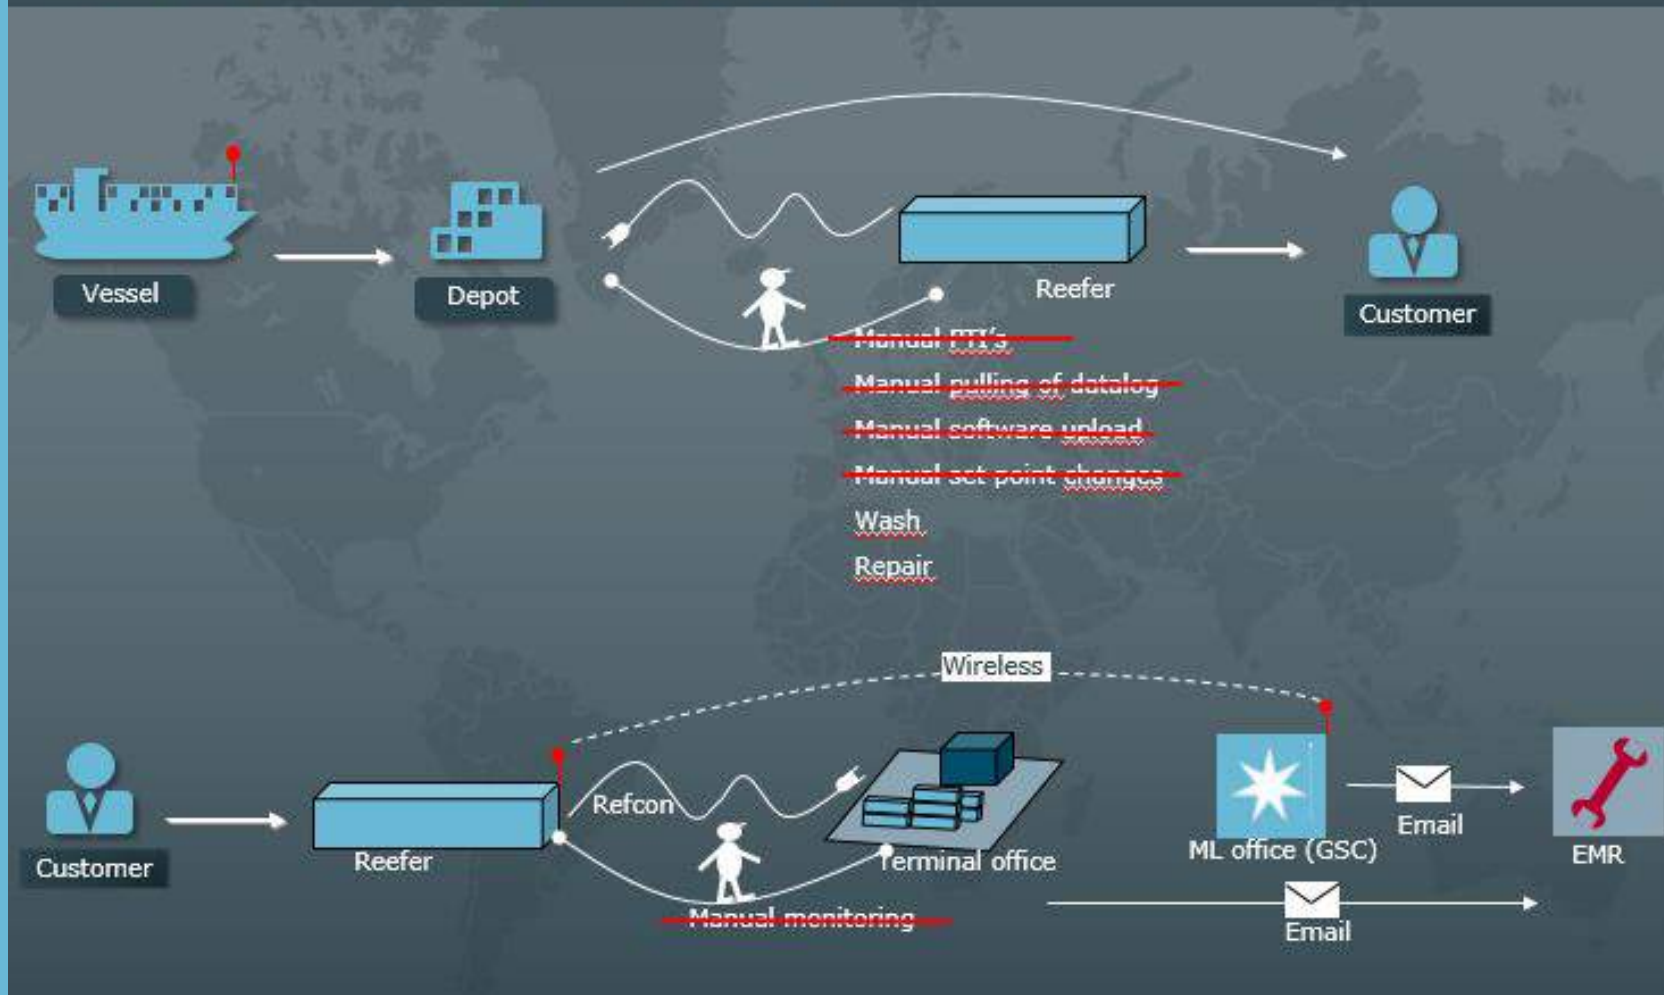 Vessel
Depot
Reefer
Customer
Manual PTI's
Manual pulling of datalog
Manual software upload
Manual set point changes
Wash
Repair
Wireless
Customer
Reefer
Refcon
Terminal office
ML office (GSC)
Email
EMR
Manual monitoring
Email